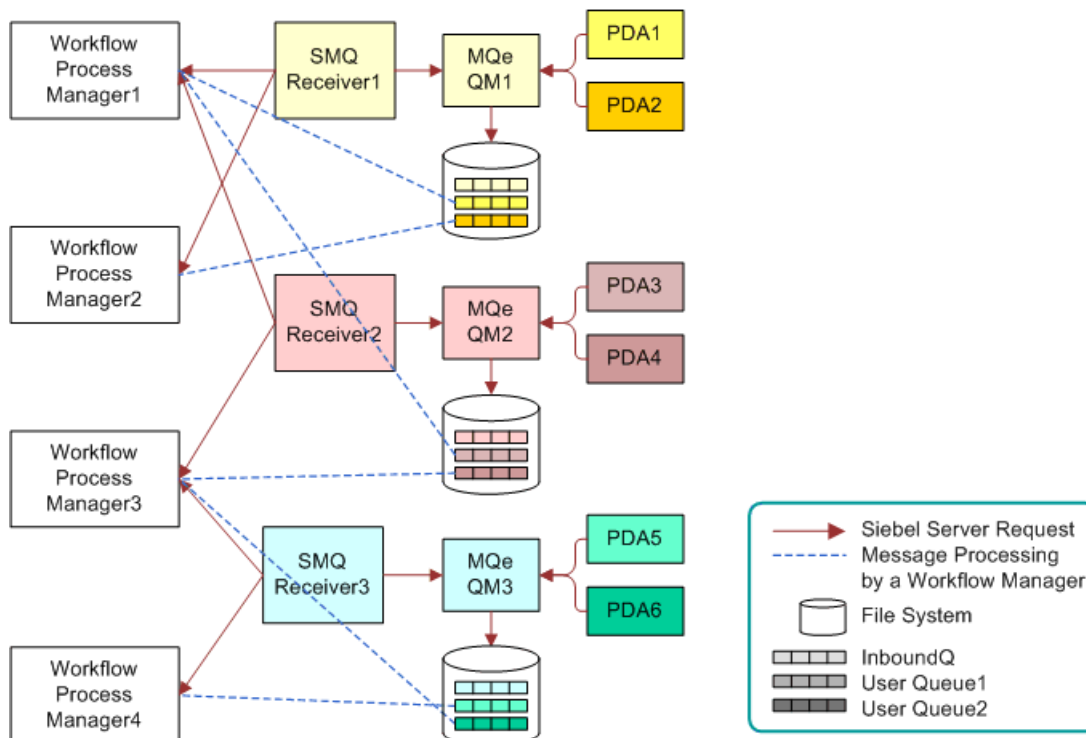 Workflow
Process
Manager1
SMQ
Receiver1
MQe
QM1
PDA1
PDA2
Workflow
Process
Manager2
SMQ
Receiver2
MQe
QM2
PDA3
PDA4
Workflow
Process
Manager3
SMQ
Receiver3
MQe
QM3
PDA5
PDA6
Workflow
Process
Manager4
Siebel Server Request
Message Processing
by a Workflow Manager
File System
InboundQ
User Queue1
User Queue2